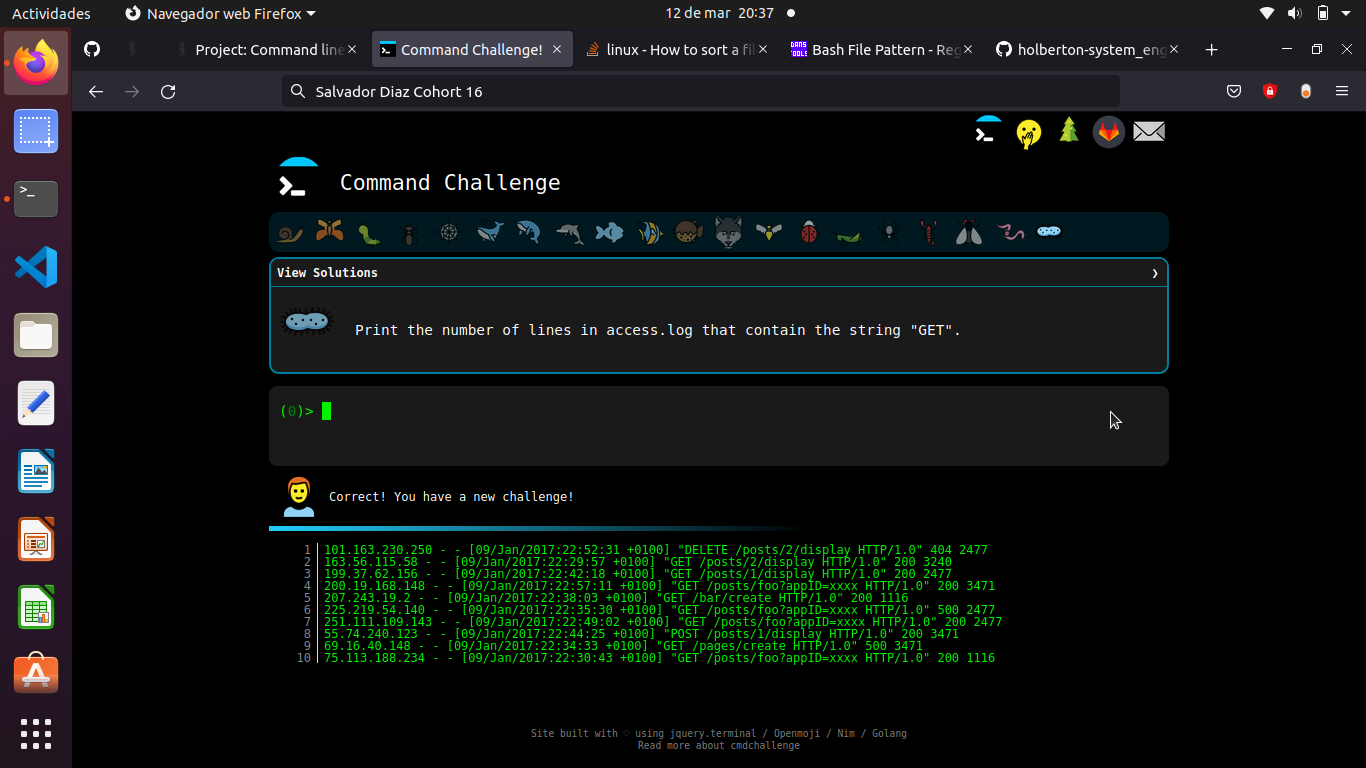 Actividades
Navegador web Firefox
12 de mar 20:37
Project: Command line
Command Challenge!
linux - How to sort a fil
Bash File Pattern - Reg
holberton-system_eng
Salvador Diaz Cohort 16
Command Challenge
View Solutions
Print the number of lines in access.log that contain the string "GET".
(0)>
Correct! You have a new challenge!
1 101.163.230.250 - - [09/Jan/2017:22:52:31 +0100] "DELETE /posts/2/display HTTP/1.0" 404 2477
2 163.56.115.58 - - [09/Jan/2017:22:29:57 +0100] "GET /posts/2/display HTTP/1.0" 200 3240
3 199.37.62.156 - - [09/Jan/2017:22:42:18 +0100] "GET /posts/1/display HTTP/1.0" 200 2477
4 200.19.168.148 - - [09/Jan/2017:22:57:11 +0100] "GET /posts/foo?appID=xxxx HTTP/1.0" 200 3471
5 207.243.19.2 - - [09/Jan/2017:22:38:03 +0100] "GET /bar/create HTTP/1.0" 200 1116
6 225.219.54.140 - - [09/Jan/2017:22:35:30 +0100] "GET /posts/foo?appID=xxxx HTTP/1.0" 500 2477
7 251.111.109.143 - - [09/Jan/2017:22:49:02 +0100] "GET /posts/foo?appID=xxxx HTTP/1.0" 200 2477
8 55.74.240.123 - - [09/Jan/2017:22:44:25 +0100] "POST /posts/1/display HTTP/1.0" 200 3471
9 69.16.40.148 - - [09/Jan/2017:22:34:33 +0100] "GET /pages/create HTTP/1.0" 500 3471
10 75.113.188.234 - - [09/Jan/2017:22:30:43 +0100] "GET /posts/foo?appID=xxxx HTTP/1.0" 200 1116
Site built with ♡ using jquery.terminal / Openmoji / Nim / Golang
Read more about cmdchallenge